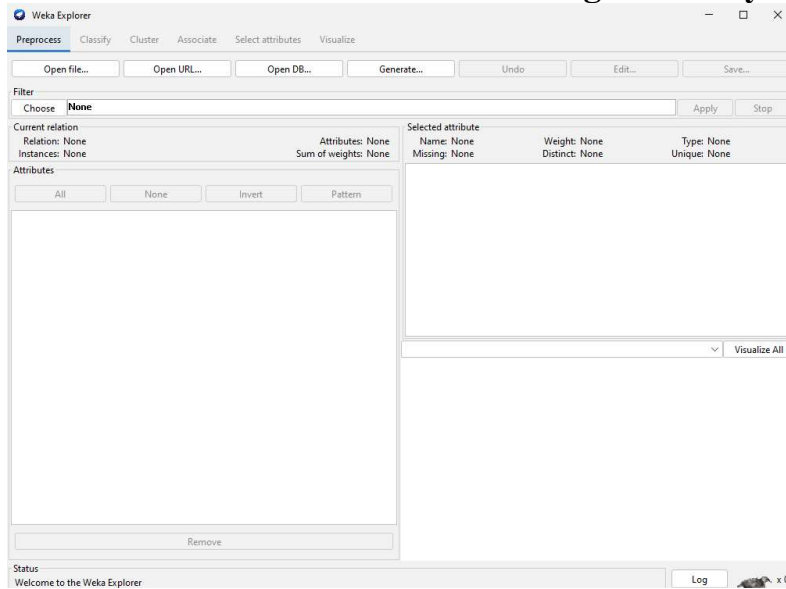 Weka Explorer
Preprocess Classify Cluster Associate Select attributes Visualize
Open file... Open URL... Open DB... Generate... Undo Edit... Save...
Filter
Choose None Apply Stop
Current relation
Relation: None Attributes: None
Instances: None Sum of weights: None
Selected attribute
Name: None Weight: None Type: None
Missing: None Distinct: None Unique: None
Attributes
All None Invert Pattern
Visualize All
Remove
Status
Welcome to the Weka Explorer
Log x 0